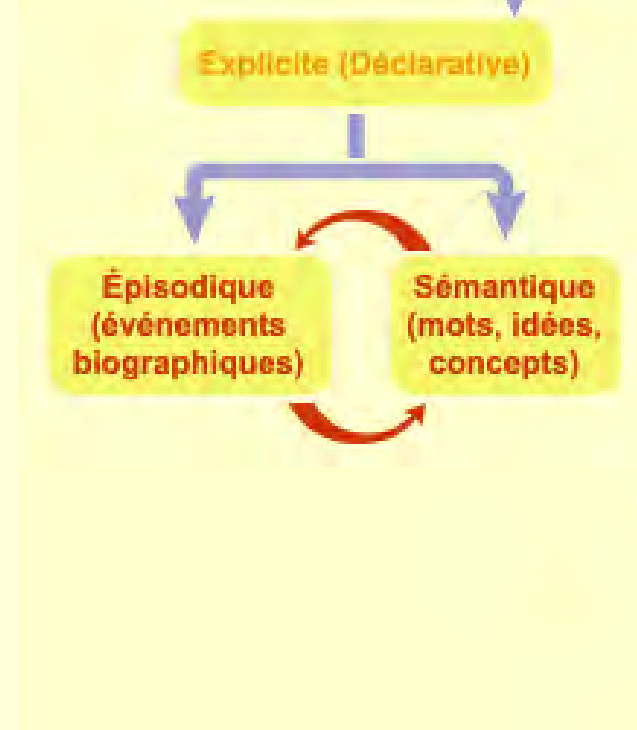 Explicite (Déclarative)
Épisodique
(événements
biographiques)
Sémantique
(mots, idées,
concepts)